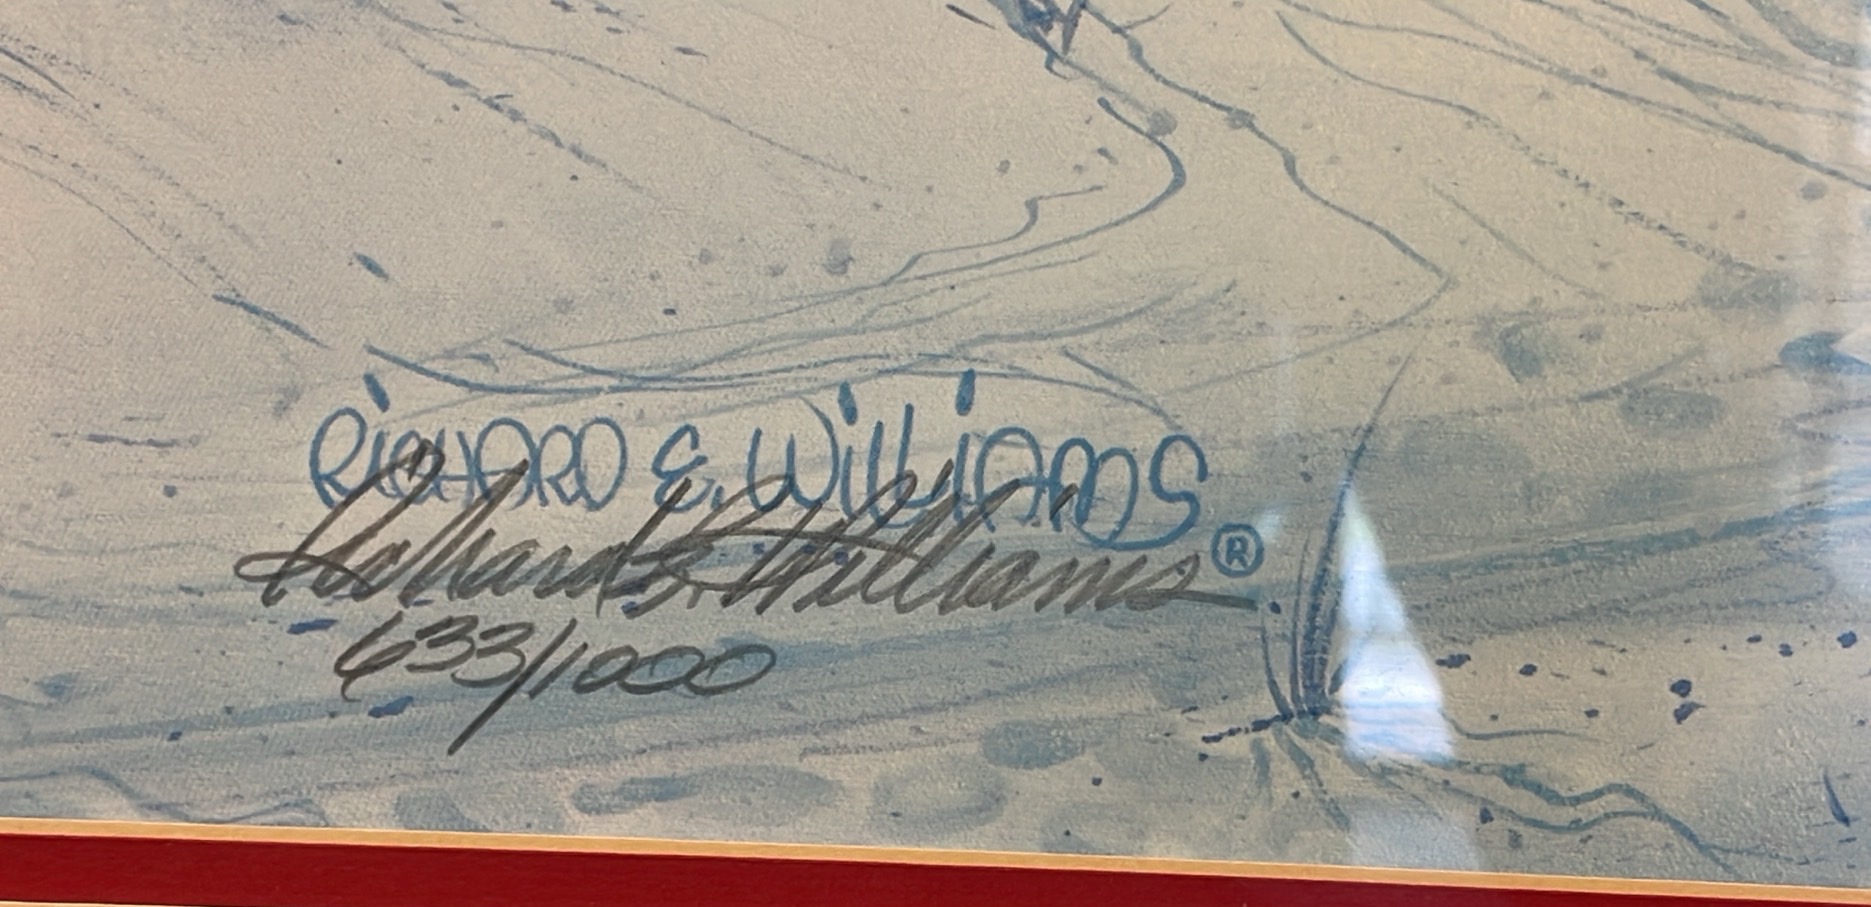 RiCHARD E. WilliAMS
Richard E. Williams ®
633/1000